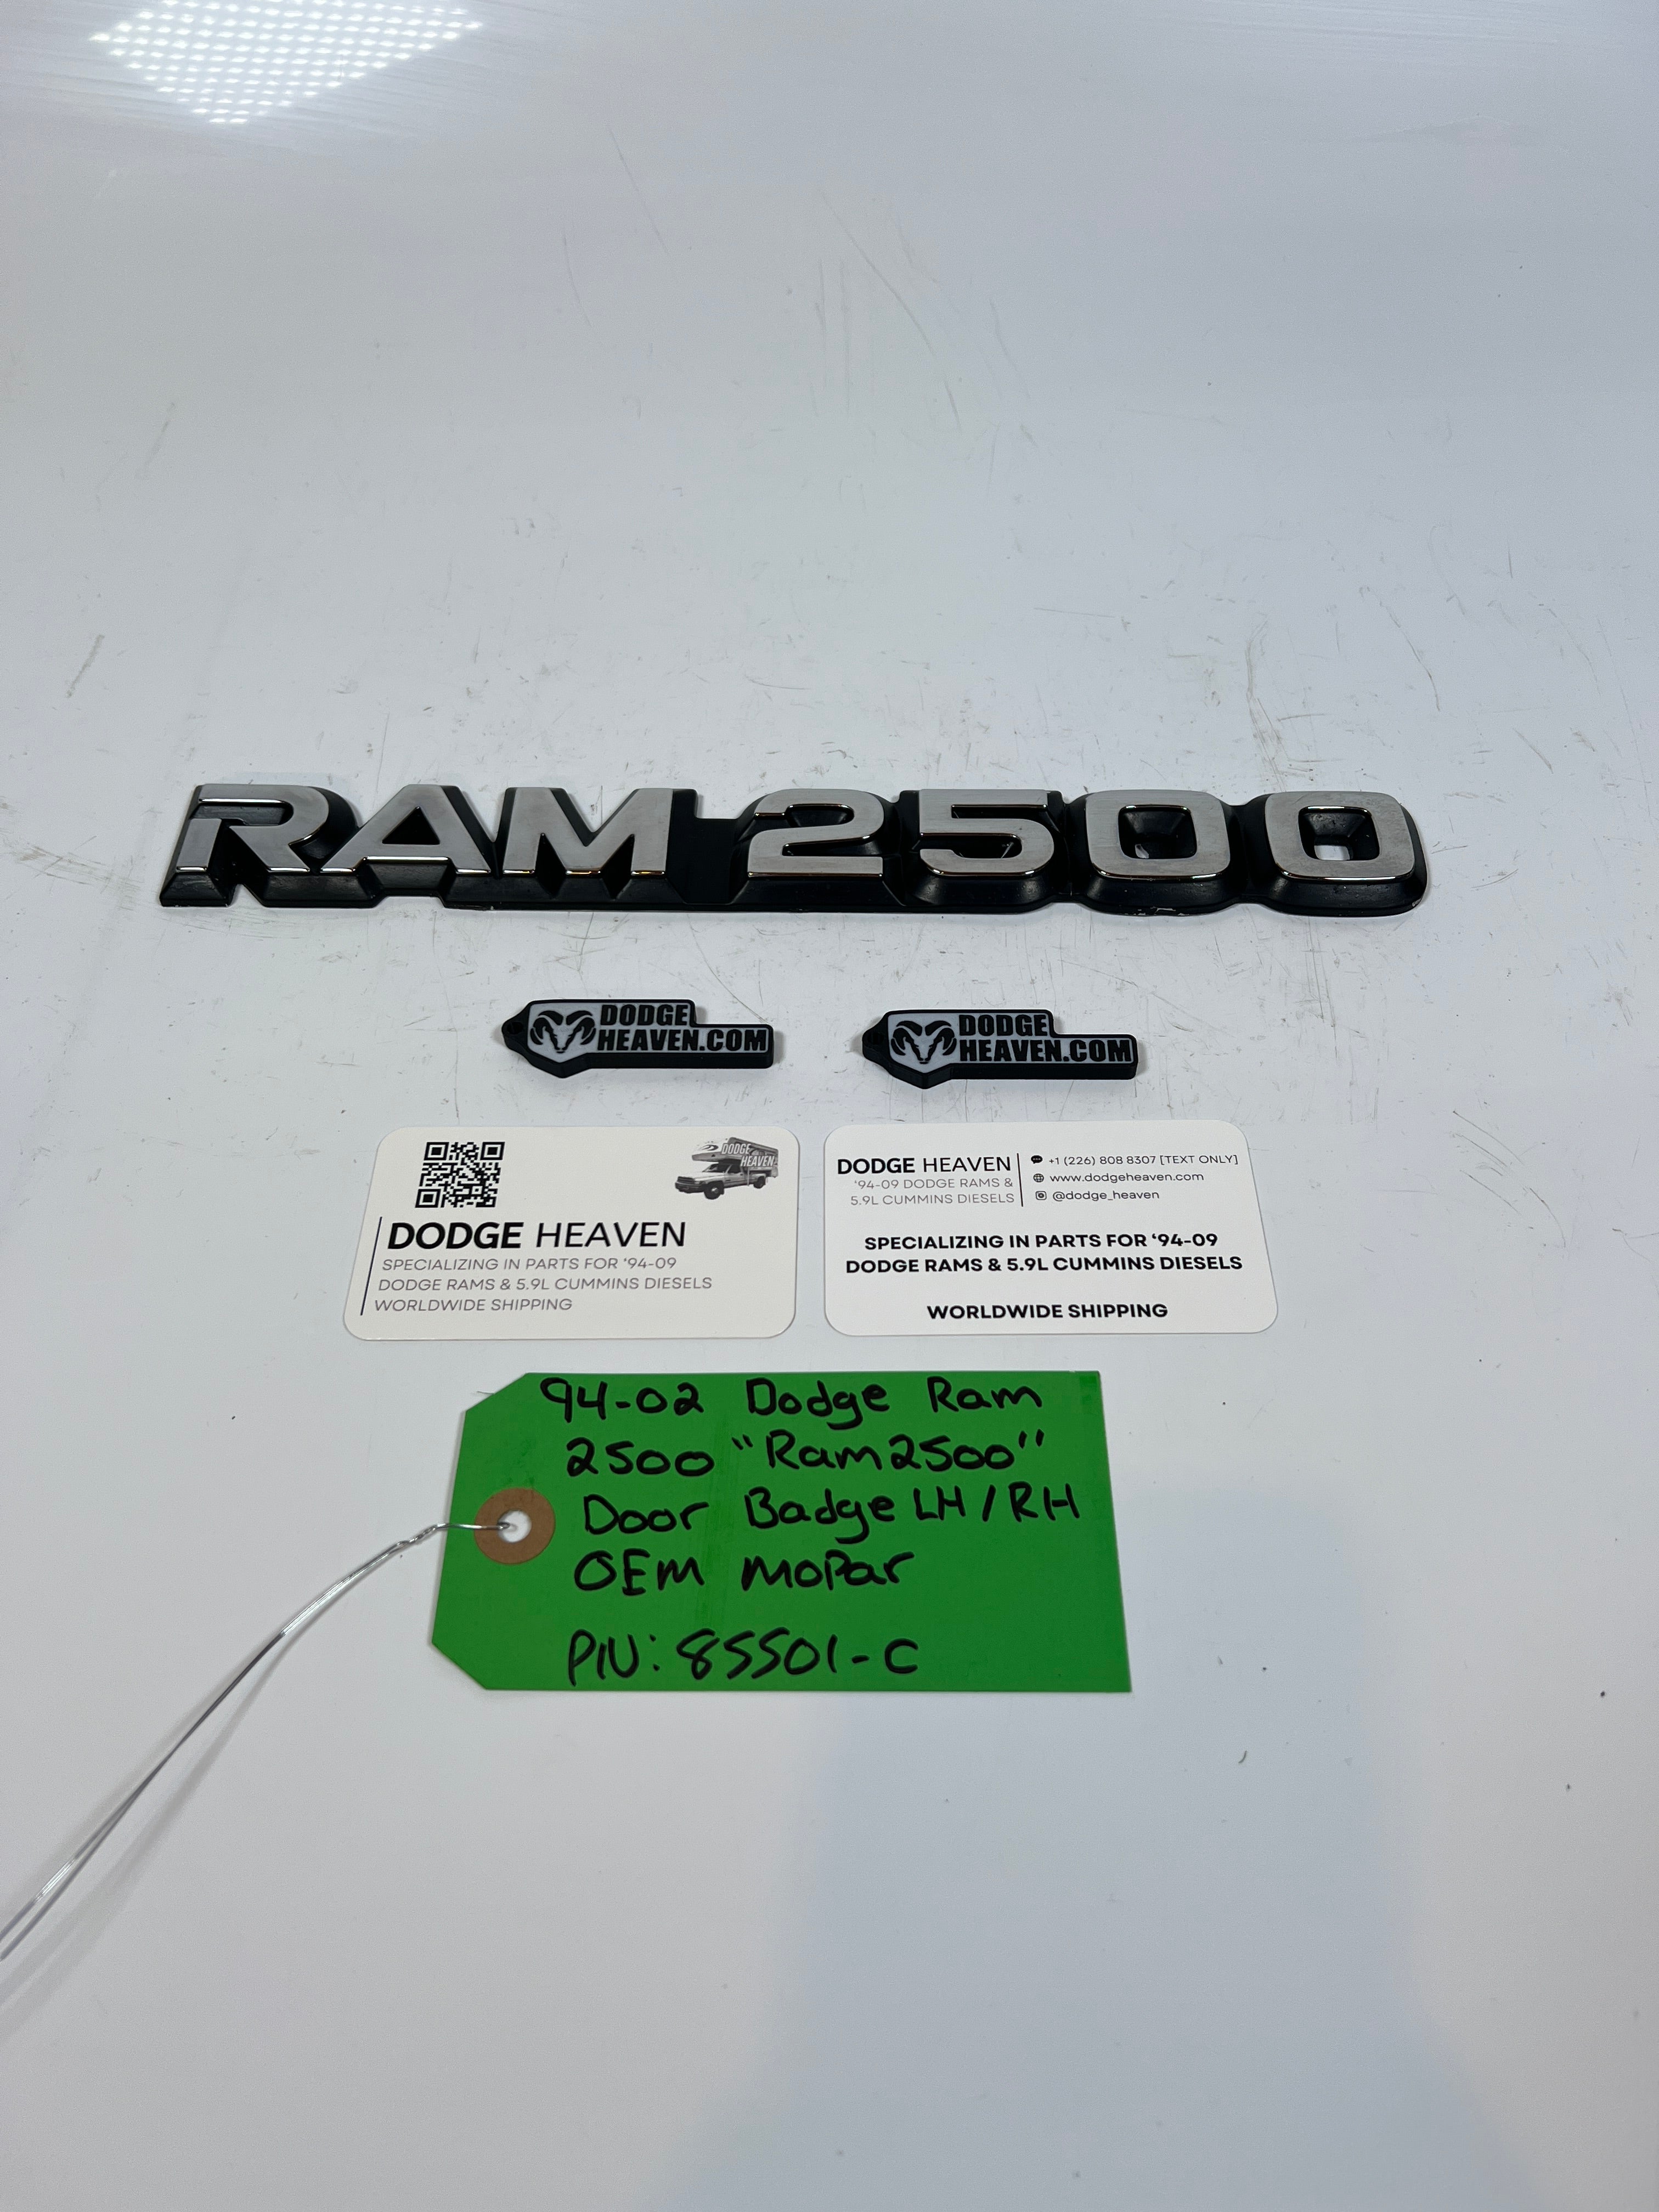 RAM 2500
DODGE
HEAVEN.COM
DODGE
HEAVEN.COM
DODGE
HEAVEN
DODGE HEAVEN
SPECIALIZING IN PARTS FOR '94-09
DODGE RAMS & 5.9L CUMMINS DIESELS
WORLDWIDE SHIPPING
DODGE HEAVEN
'94-09 DODGE RAMS &
5.9L CUMMINS DIESELS
+1 (226) 808 8307 [TEXT ONLY]
www.dodgeheaven.com
@dodge_heaven
SPECIALIZING IN PARTS FOR '94-09
DODGE RAMS & 5.9L CUMMINS DIESELS
WORLDWIDE SHIPPING
94-02 Dodge Ram
2500 "Ram2500"
Door Badge LH/RH
OEM MoPar
PIU: 85501-C